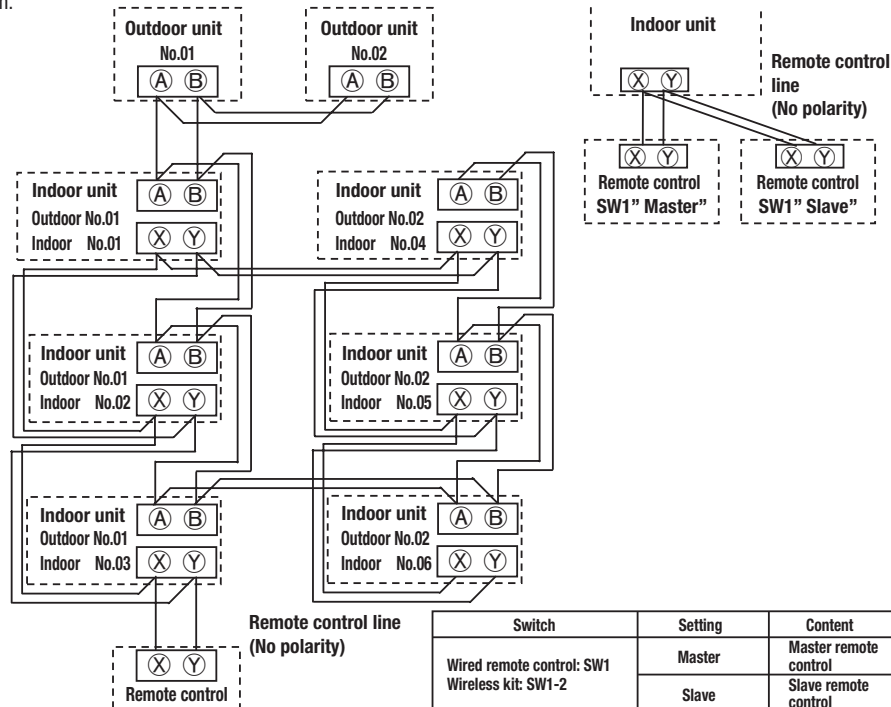 n.
Outdoor unit
No.01
Ⓐ Ⓑ
Outdoor unit
No.02
Ⓐ Ⓑ
Indoor unit
Outdoor No.01
Indoor No.01
Ⓐ Ⓑ
Ⓧ Ⓨ
Indoor unit
Outdoor No.02
Indoor No.04
Ⓐ Ⓑ
Ⓧ Ⓨ
Indoor unit
Outdoor No.01
Indoor No.02
Ⓐ Ⓑ
Ⓧ Ⓨ
Indoor unit
Outdoor No.02
Indoor No.05
Ⓐ Ⓑ
Ⓧ Ⓨ
Indoor unit
Outdoor No.01
Indoor No.03
Ⓐ Ⓑ
Ⓧ Ⓨ
Indoor unit
Outdoor No.02
Indoor No.06
Ⓐ Ⓑ
Ⓧ Ⓨ
Remote control line
(No polarity)
Ⓧ Ⓨ
Remote control
Indoor unit
Ⓧ Ⓨ
Remote control
line
(No polarity)
Ⓧ Ⓨ
Remote control
SW1” Master”
Ⓧ Ⓨ
Remote control
SW1” Slave”
Switch Setting Content
Wired remote control: SW1
Wireless kit: SW1-2
Master
Master remote
control
Slave
Slave remote
control